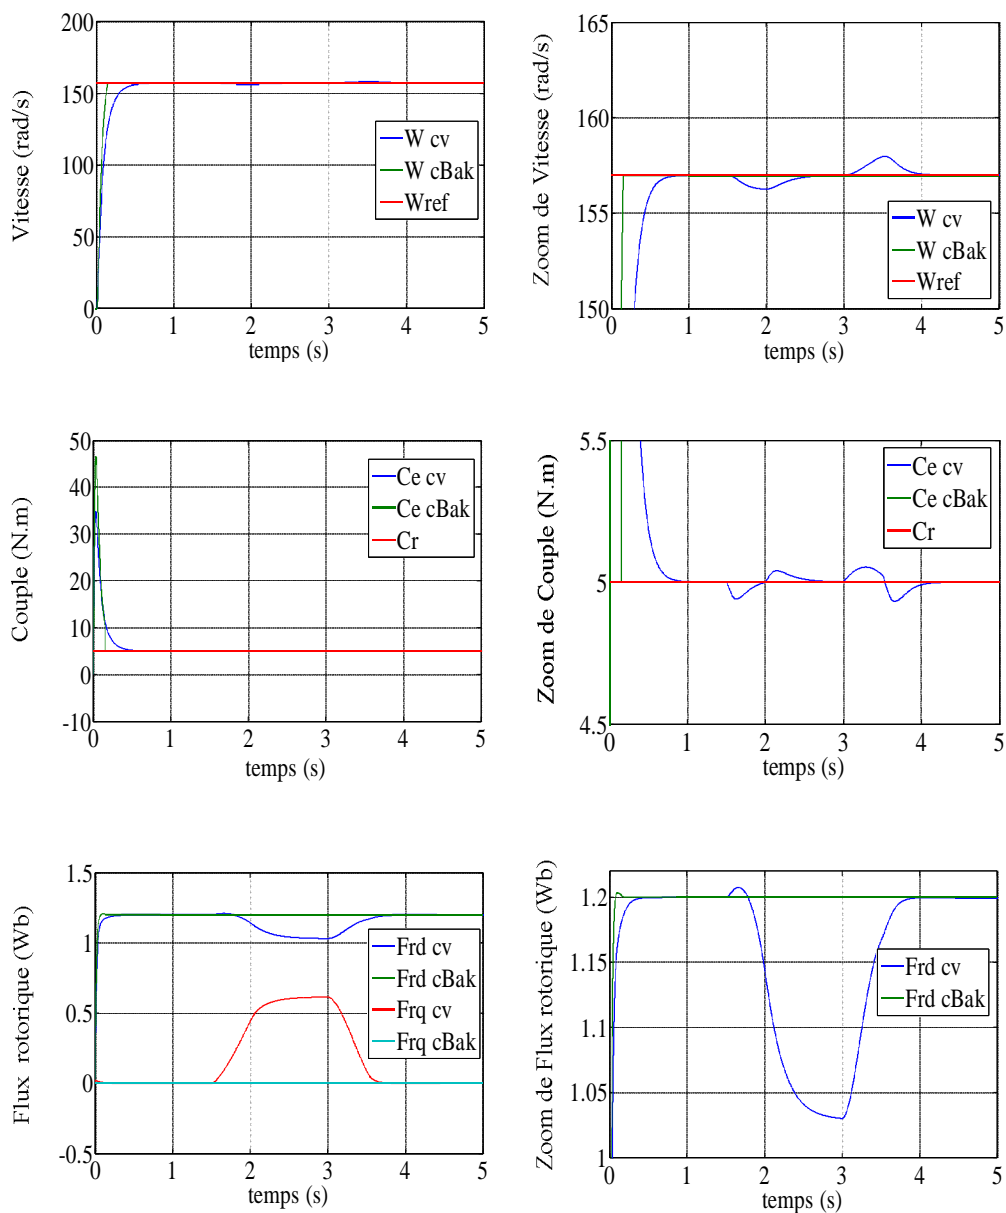 Vitesse (rad/s)
200
150
100
50
0
0 1 2 3 4 5
temps (s)
W cv
W cBak
Wref
Zoom de Vitesse (rad/s)
165
160
155
150
0 1 2 3 4 5
temps (s)
W cv
W cBak
Wref
Couple (N.m)
50
40
30
20
10
0
-10
0 1 2 3 4 5
temps (s)
Ce cv
Ce cBak
Cr
Zoom de Couple (N.m)
5.5
5
4.5
0 1 2 3 4 5
temps (s)
Ce cv
Ce cBak
Cr
Flux rotorique (Wb)
1.5
1
0.5
0
-0.5
0 1 2 3 4 5
temps (s)
Frd cv
Frd cBak
Frq cv
Frq cBak
Zoom de Flux rotorique (Wb)
1.2
1.15
1.1
1.05
1
0 1 2 3 4 5
temps (s)
Frd cv
Frd cBak